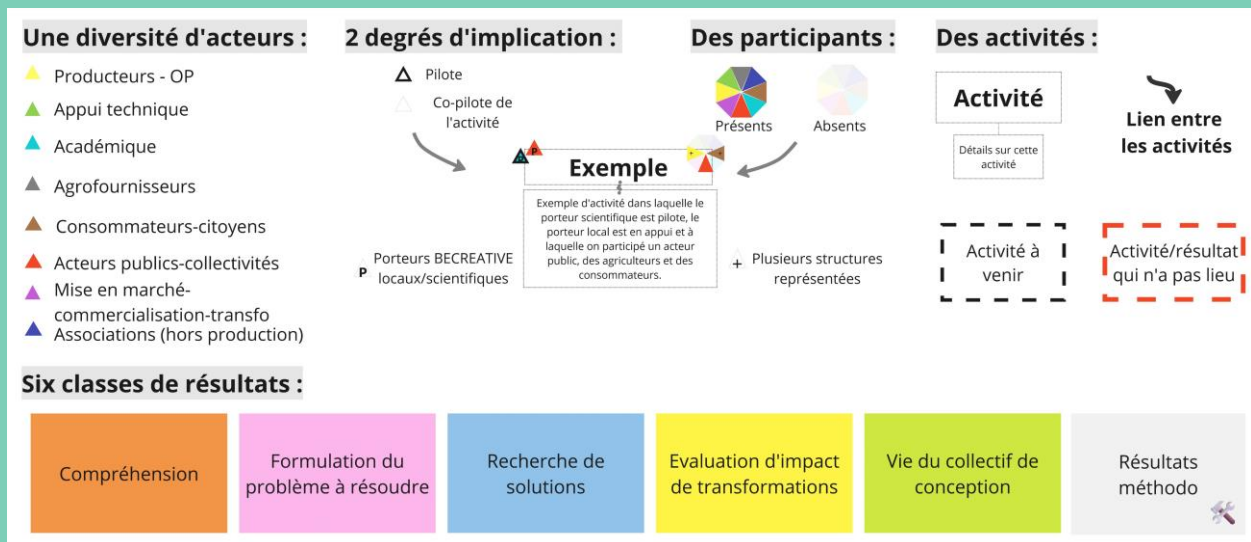 Une diversité d'acteurs :
Producteurs - OP
Appui technique
Académique
Agrofournisseurs
Consommateurs-citoyens
Acteurs publics-collectivités
Mise en marché-
commercialisation-transfo
Associations (hors production)
2 degrés d'implication :
Pilote
Co-pilote de
l'activité
P
Porteurs BECREATIVE
locaux/scientifiques
Des participants :
Présents
Absents
P
Exemple
Exemple d'activité dans laquelle le
porteur scientifique est pilote, le
porteur local est en appui et à
laquelle on participé un acteur
public, des agriculteurs et des
consommateurs.
+
Plusieurs structures
représentées
Des activités :
Activité
Détails sur cette
activité
Lien entre
les activités
Activité à
venir
Activité/résultat
qui n'a pas lieu
Six classes de résultats :
Compréhension
Formulation du
problème à résoudre
Recherche de
solutions
Evaluation d'impact
de transformations
Vie du collectif de
conception
Résultats
méthodo